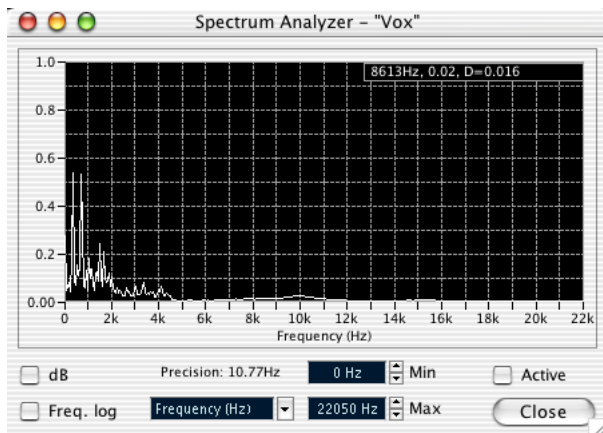 Spectrum Analyzer - "Vox"
8613Hz, 0.02, D=0.016
1.0
0.8
0.6
0.4
0.2
0.00
0 2k 4k 6k 8k 10k 12k 14k 16k 18k 20k 22k
Frequency (Hz)
dB Precision: 10.77Hz 0 Hz Min Active
Freq. log Frequency (Hz) 22050 Hz Max Close